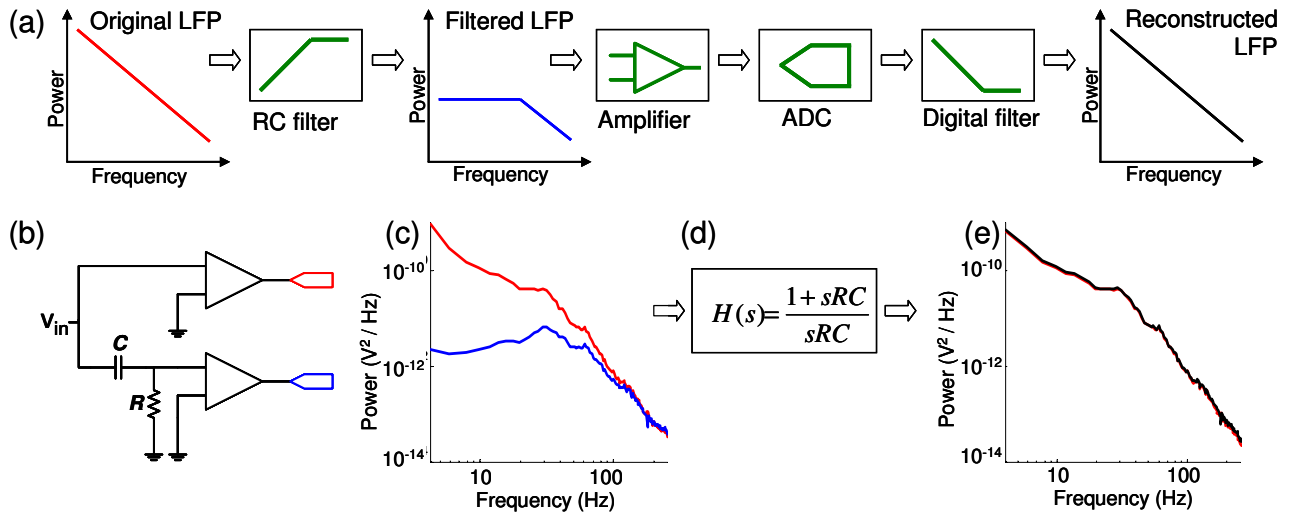 (a)
Original LFP
Power
Frequency
RC filter
Filtered LFP
Power
Frequency
Amplifier
ADC
Digital filter
Reconstructed
LFP
Power
Frequency
(b)
Vin
C
R
(c)
Power (V² / Hz)
10⁻¹⁰
10⁻¹²
10⁻¹⁴
10
100
Frequency (Hz)
(d)
H(s)= 1+sRC / sRC
(e)
Power (V² / Hz)
10⁻¹⁰
10⁻¹²
10⁻¹⁴
10
100
Frequency (Hz)